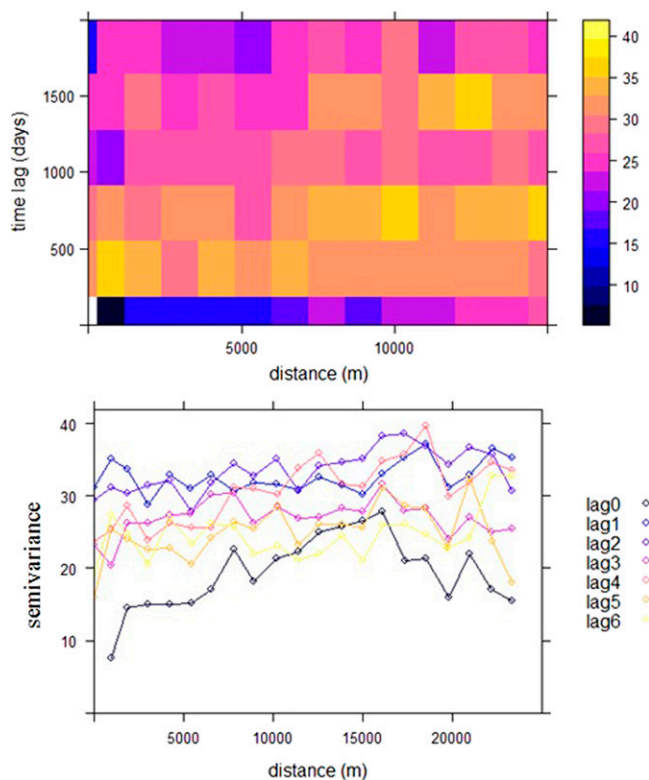 time lag (days)
1500
1000
500
5000
10000
distance (m)
40
35
30
25
20
15
10
semivariance
40
30
20
10
5000
10000
15000
20000
distance (m)
lag0
lag1
lag2
lag3
lag4
lag5
lag6